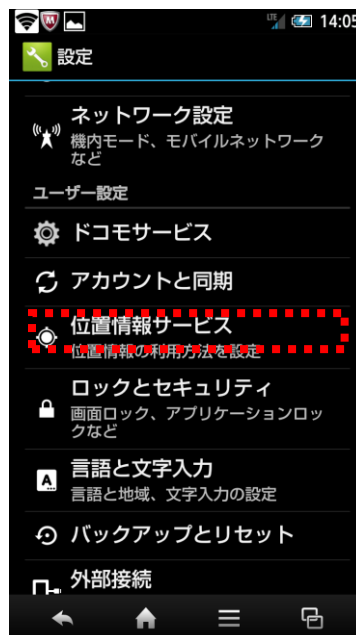 LTE 14:05
設定
ネットワーク設定
機内モード、モバイルネットワーク
など
ユーザー設定
ドコモサービス
アカウントと同期
位置情報サービス
位置情報の利用方法を設定
ロックとセキュリティ
画面ロック、アプリケーションロッ
クなど
A
言語と文字入力
言語と地域、文字入力の設定
バックアップとリセット
外部接続